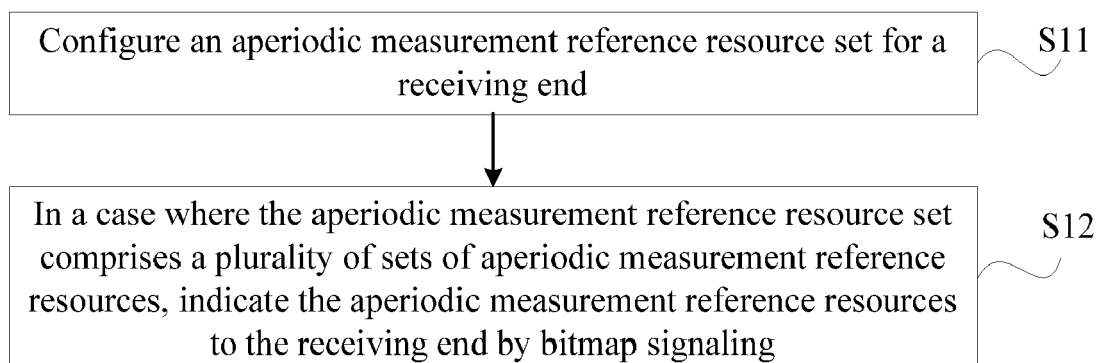 Configure an aperiodic measurement reference resource set for a
receiving end
S11
In a case where the aperiodic measurement reference resource set
comprises a plurality of sets of aperiodic measurement reference
resources, indicate the aperiodic measurement reference resources
to the receiving end by bitmap signaling
S12